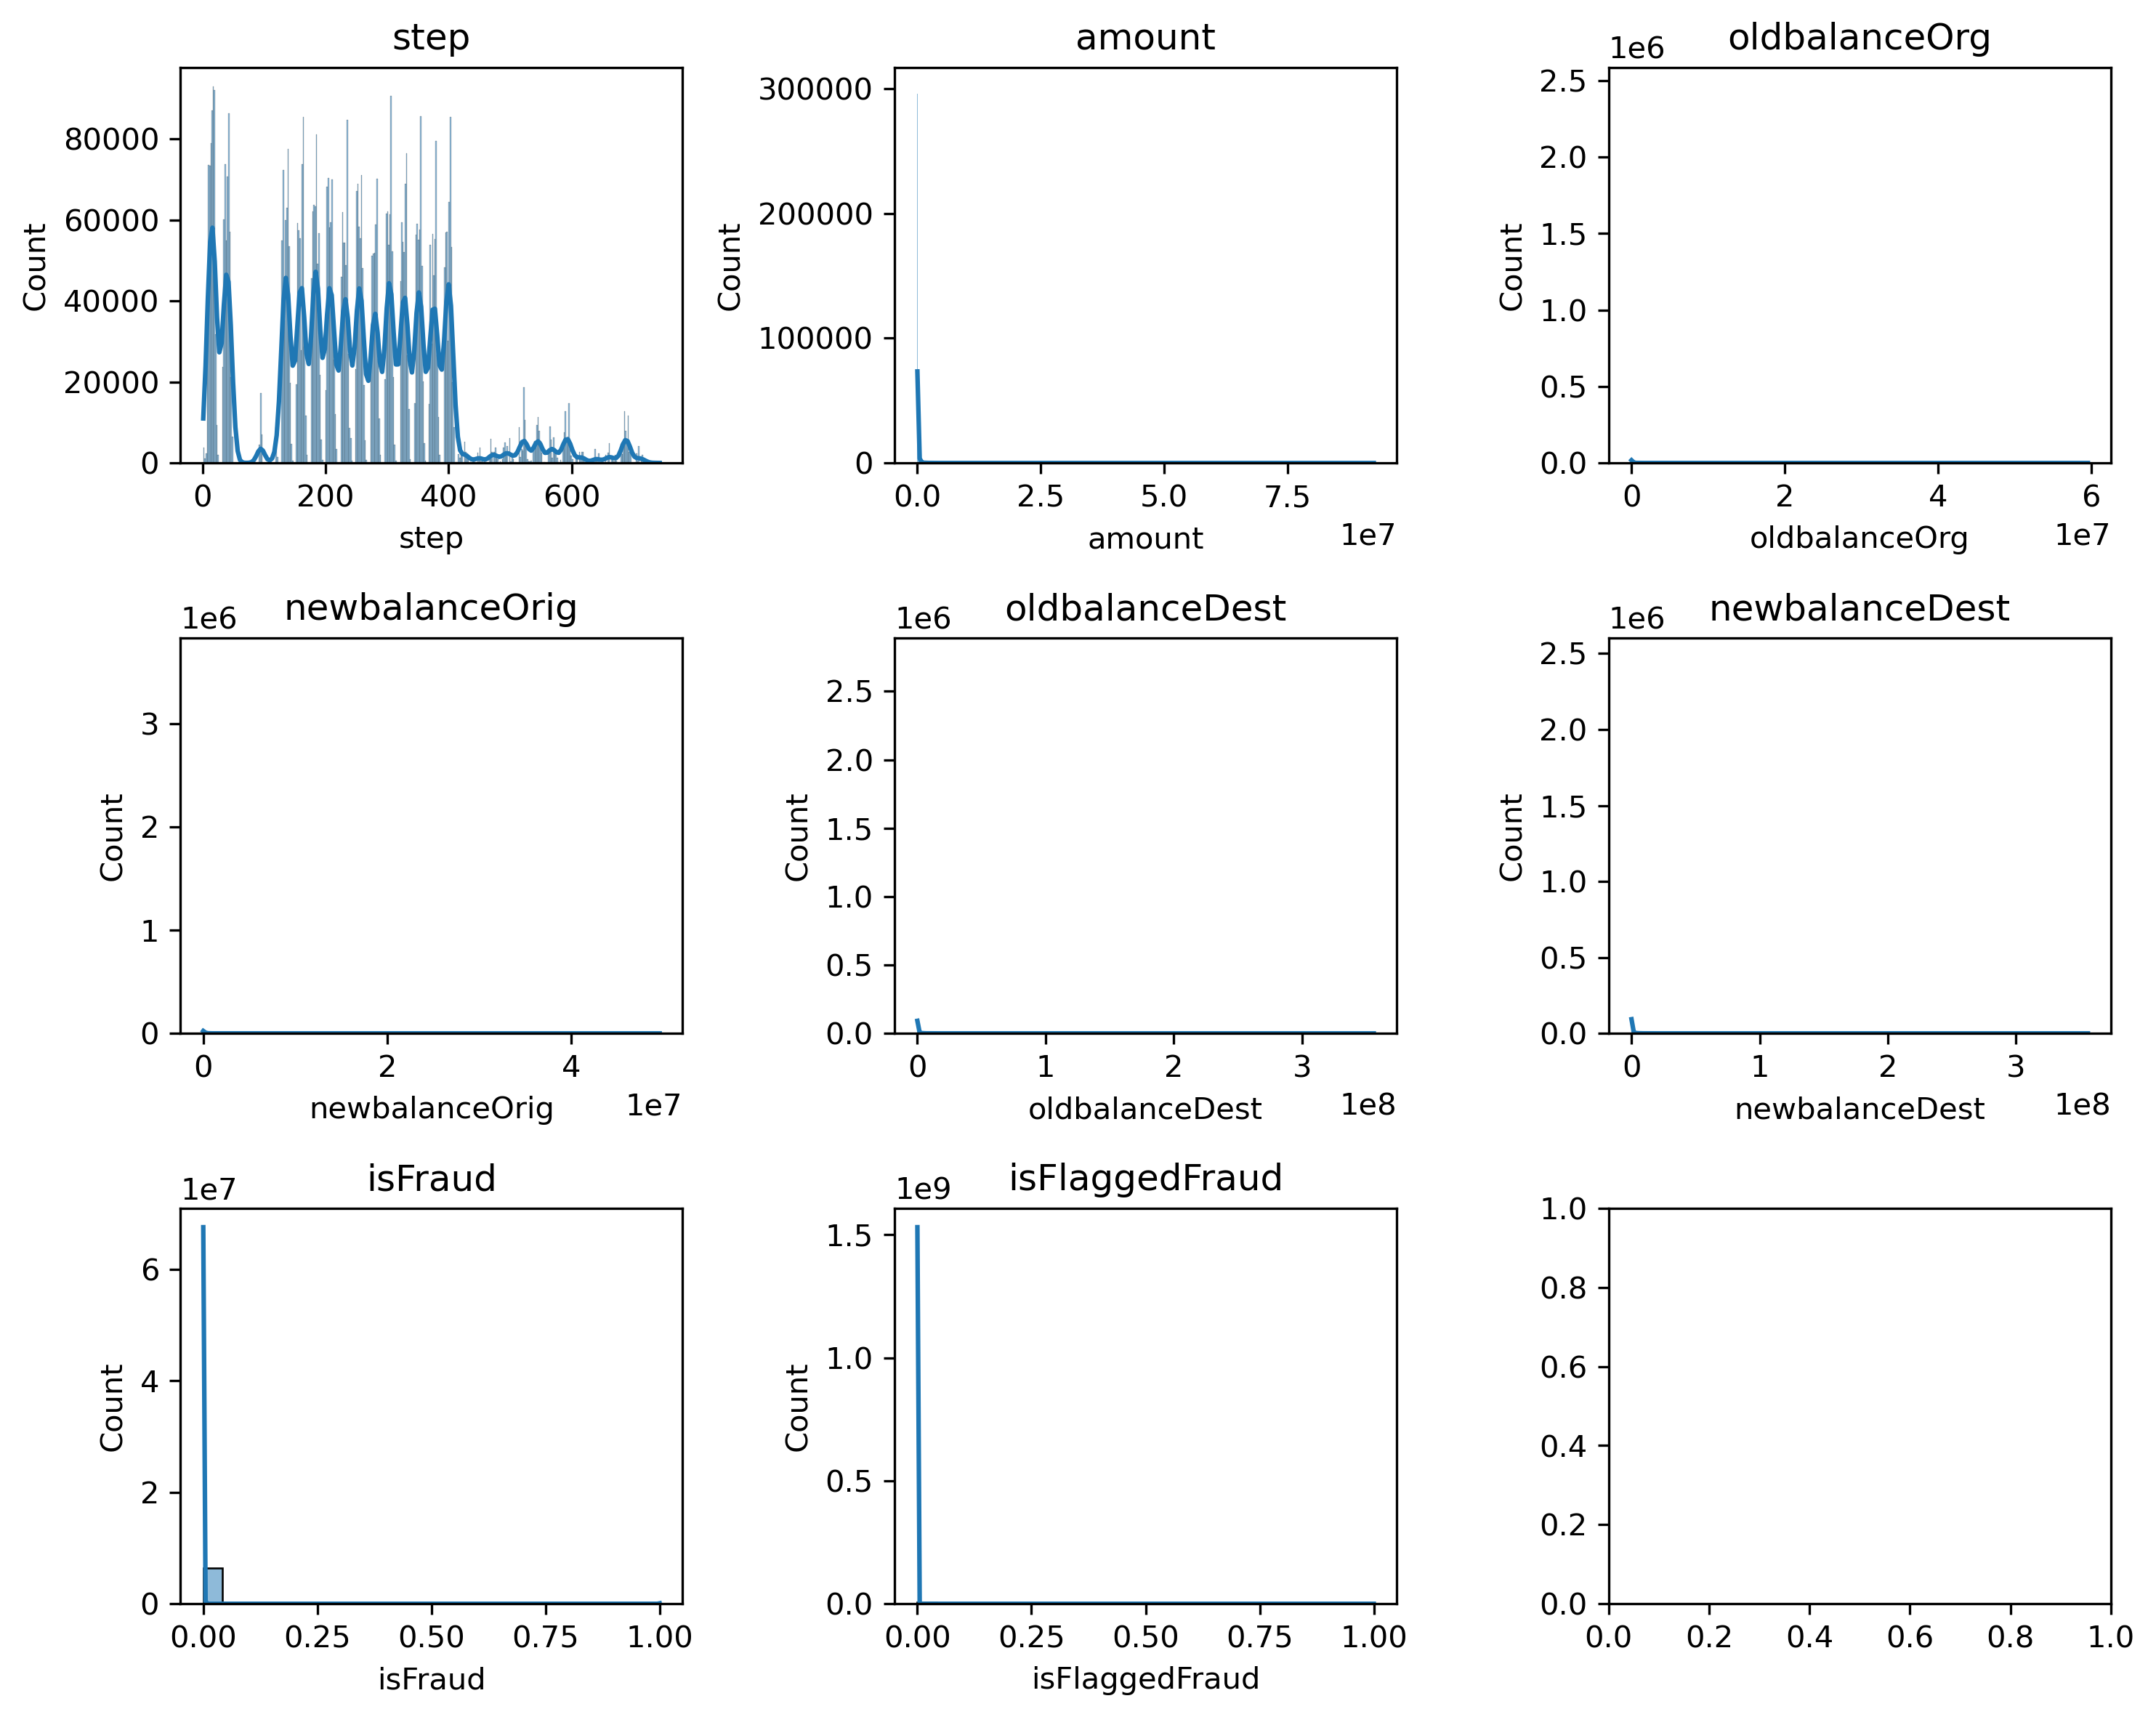 step
80000
60000
40000
20000
0
Count
0 200 400 600
step
amount
300000
200000
100000
0
Count
0.0 2.5 5.0 7.5
1e7
amount
oldbalanceOrg
1e6
2.5
2.0
1.5
1.0
0.5
0.0
Count
0 2 4 6
1e7
oldbalanceOrg
newbalanceOrig
1e6
3
2
1
0
Count
0 2 4
1e7
newbalanceOrig
oldbalanceDest
1e6
2.5
2.0
1.5
1.0
0.5
0.0
Count
0 1 2 3
1e8
oldbalanceDest
newbalanceDest
1e6
2.5
2.0
1.5
1.0
0.5
0.0
Count
0 1 2 3
1e8
newbalanceDest
isFraud
1e7
6
4
2
0
Count
0.00 0.25 0.50 0.75 1.00
isFraud
isFlaggedFraud
1e9
1.5
1.0
0.5
0.0
Count
0.00 0.25 0.50 0.75 1.00
isFlaggedFraud
1.0
0.8
0.6
0.4
0.2
0.0
0.0 0.2 0.4 0.6 0.8 1.0